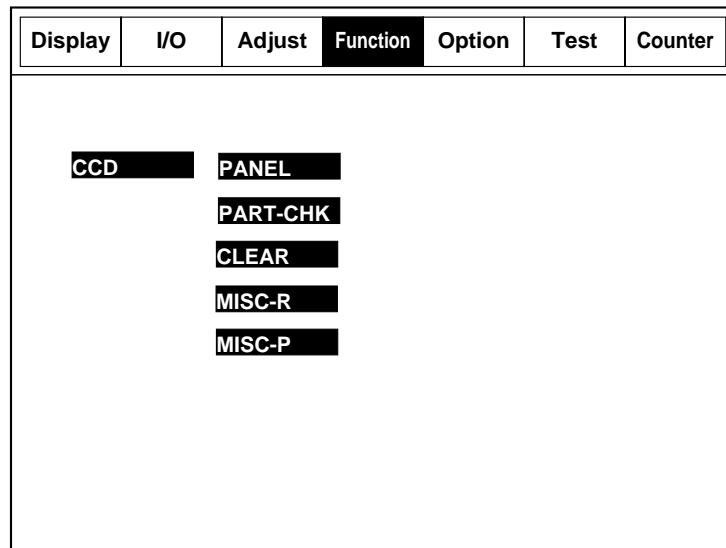 Display I/O Adjust Function Option Test Counter
CCD PANEL
PART-CHK
CLEAR
MISC-R
MISC-P